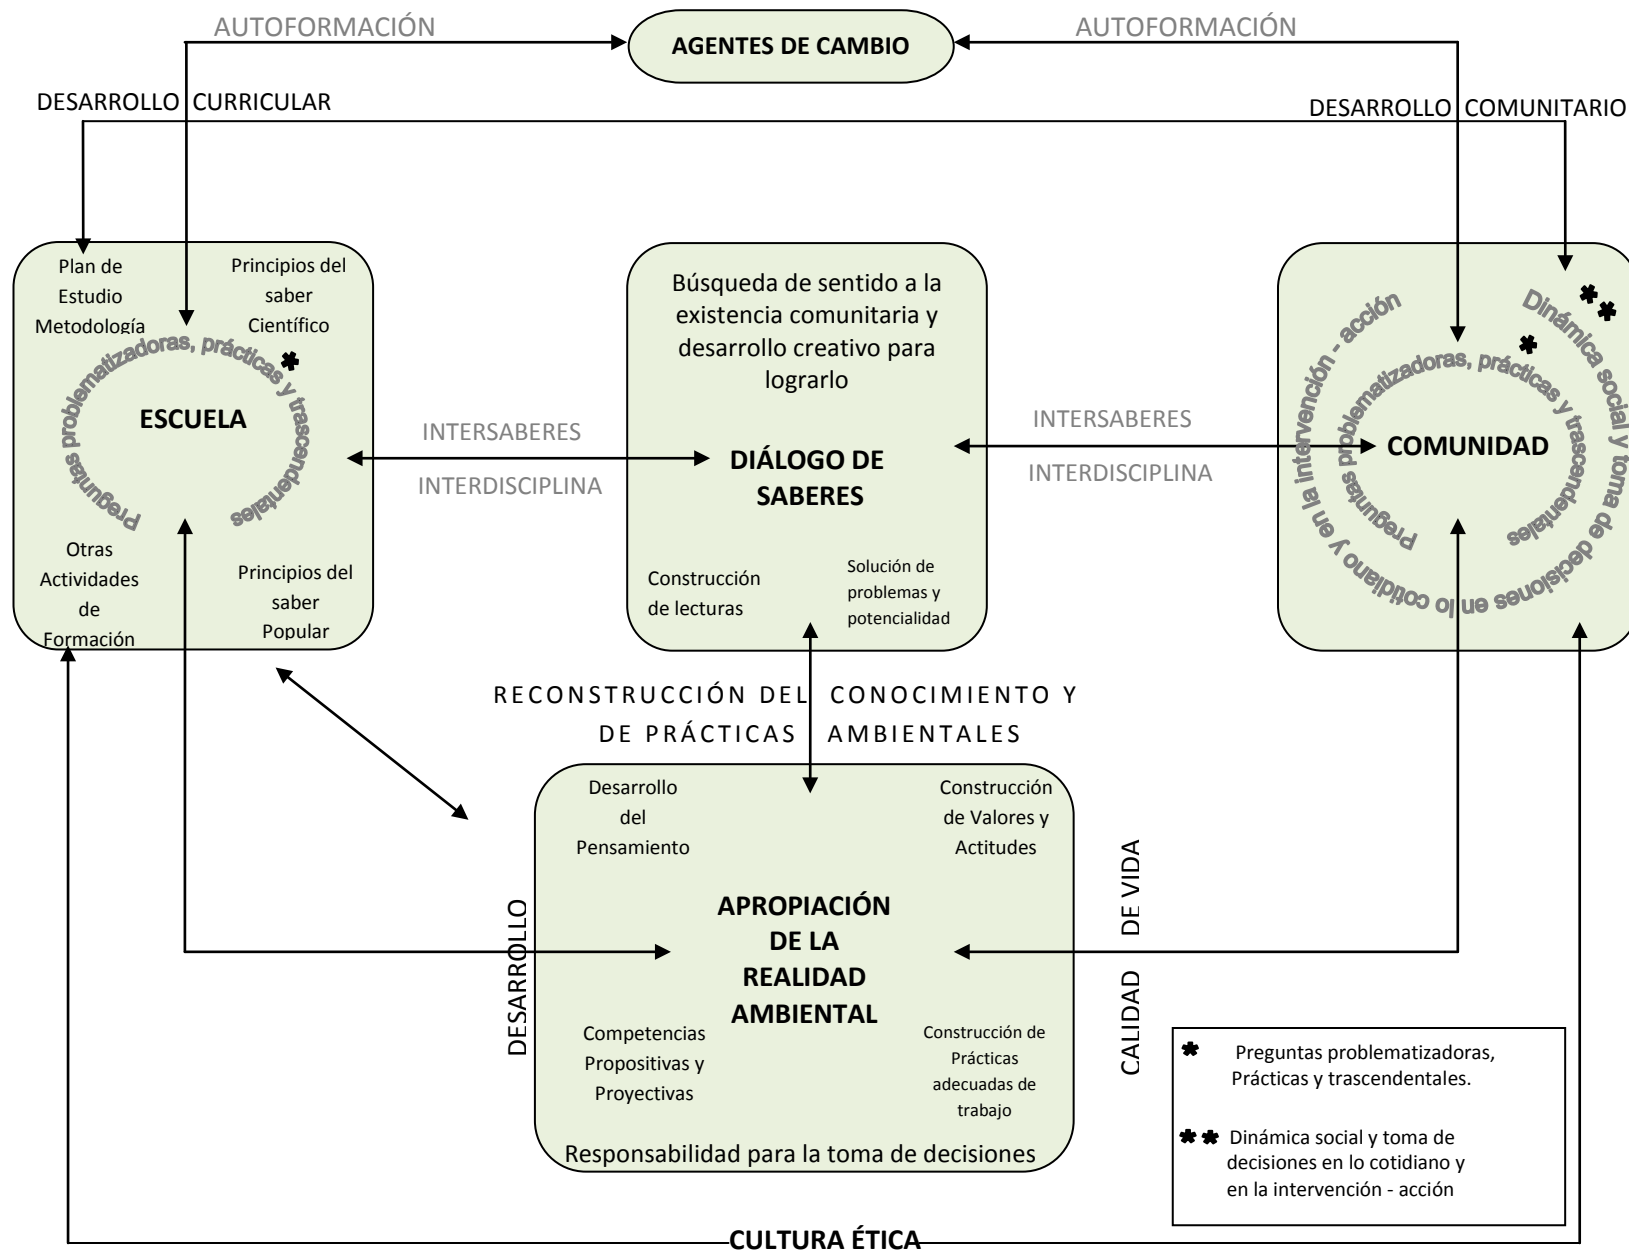 AUTOFORMACIÓN
AGENTES DE CAMBIO
AUTOFORMACIÓN
DESARROLLO CURRICULAR
DESARROLLO COMUNITARIO
Plan de
Estudio
Metodología
Principios del
saber
Científico
Preguntas problematizadoras, prácticas y trascendentales
*
ESCUELA
Otras
Actividades
de
Formación
Principios del
saber
Popular
INTERSABERES
INTERDISCIPLINA
Búsqueda de sentido a la
existencia comunitaria y
desarrollo creativo para
lograrlo
DIÁLOGO DE
SABERES
Construcción
de lecturas
Solución de
problemas y
potencialidad
INTERSABERES
INTERDISCIPLINA
Dinámica social y toma de decisiones en lo cotidiano y en la intervención - acción
**
Preguntas problematizadoras, prácticas y trascendentales
*
COMUNIDAD
RECONSTRUCCIÓN DEL CONOCIMIENTO Y
DE PRÁCTICAS AMBIENTALES
Desarrollo
del
Pensamiento
Construcción
de Valores y
Actitudes
APROPIACIÓN
DE LA
REALIDAD
AMBIENTAL
Competencias
Propositivas y
Proyectivas
Construcción de
Prácticas
adecuadas de
trabajo
Responsabilidad para la toma de decisiones
DESARROLLO
CALIDAD DE VIDA
* Preguntas problematizadoras,
Prácticas y trascendentales.
** Dinámica social y toma de
decisiones en lo cotidiano y
en la intervención - acción
CULTURA ÉTICA